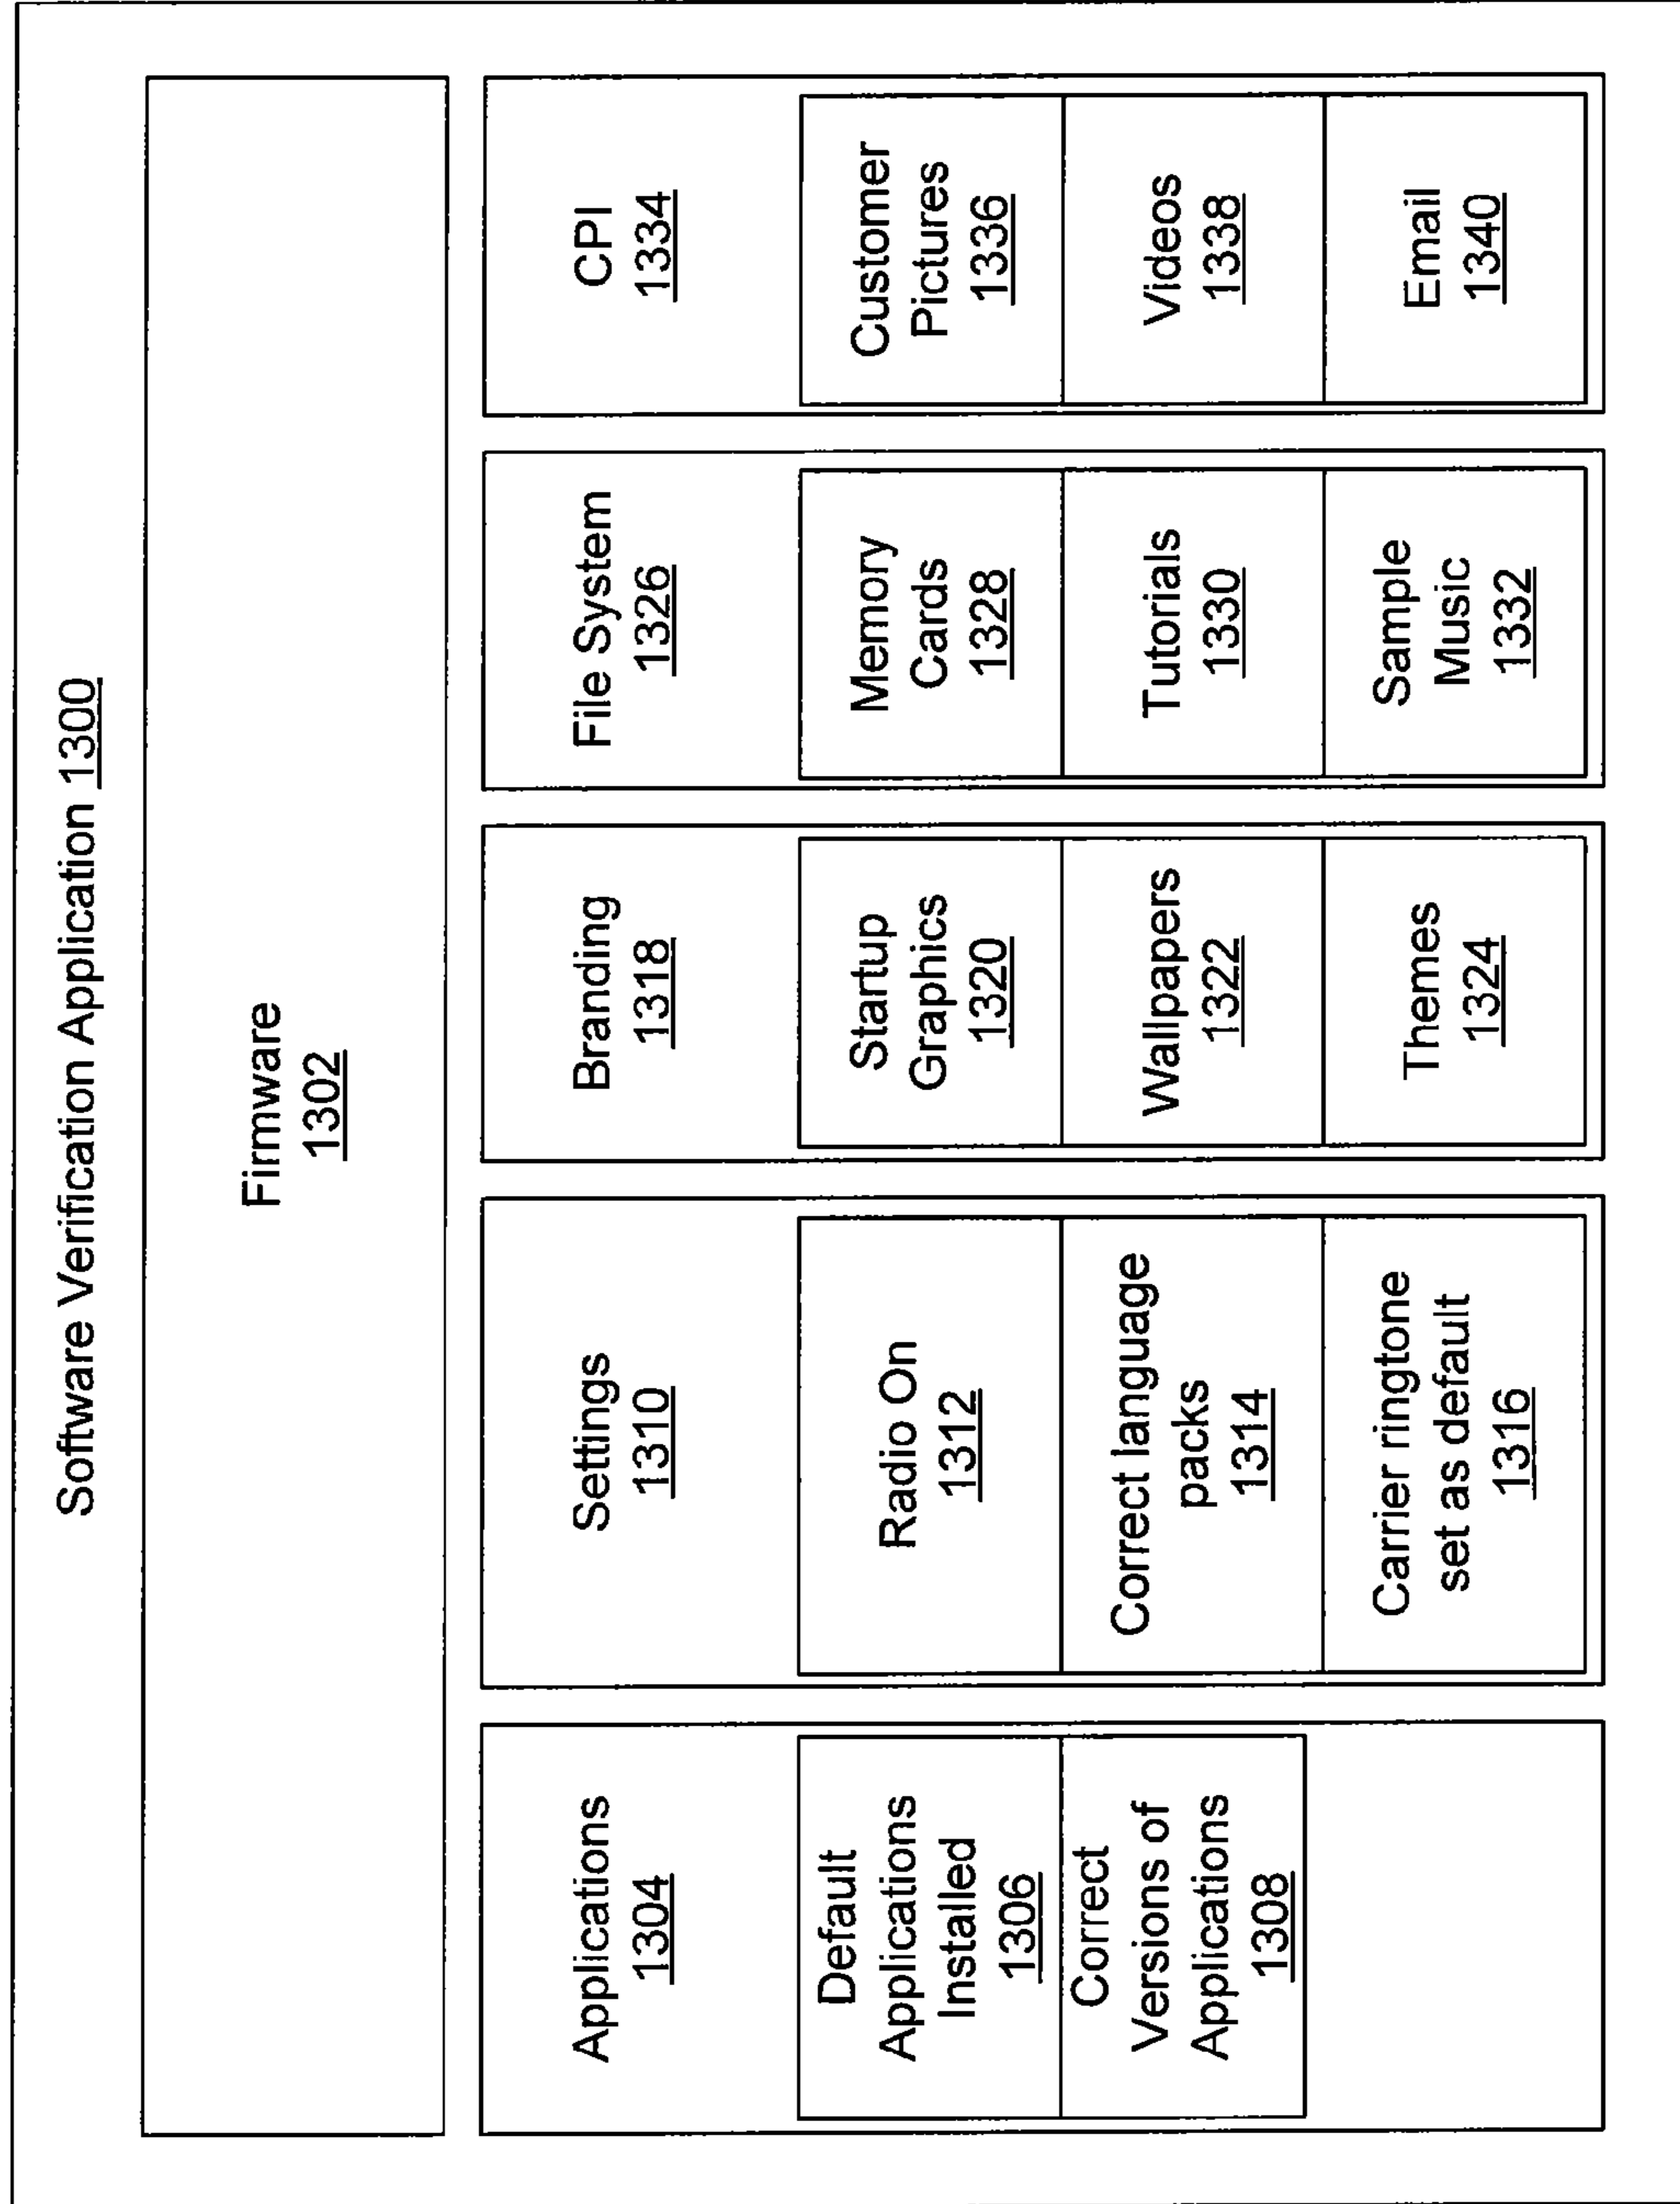 Software Verification Application 1300
Firmware
1302
Applications
1304
Default
Applications
Installed
1306
Correct
Versions of
Applications
1308
Settings
1310
Radio On
1312
Correct language
packs
1314
Carrier ringtone
set as default
1316
Branding
1318
Startup
Graphics
1320
Wallpapers
1322
Themes
1324
File System
1326
Memory
Cards
1328
Tutorials
1330
Sample
Music
1332
CPI
1334
Customer
Pictures
1336
Videos
1338
Email
1340